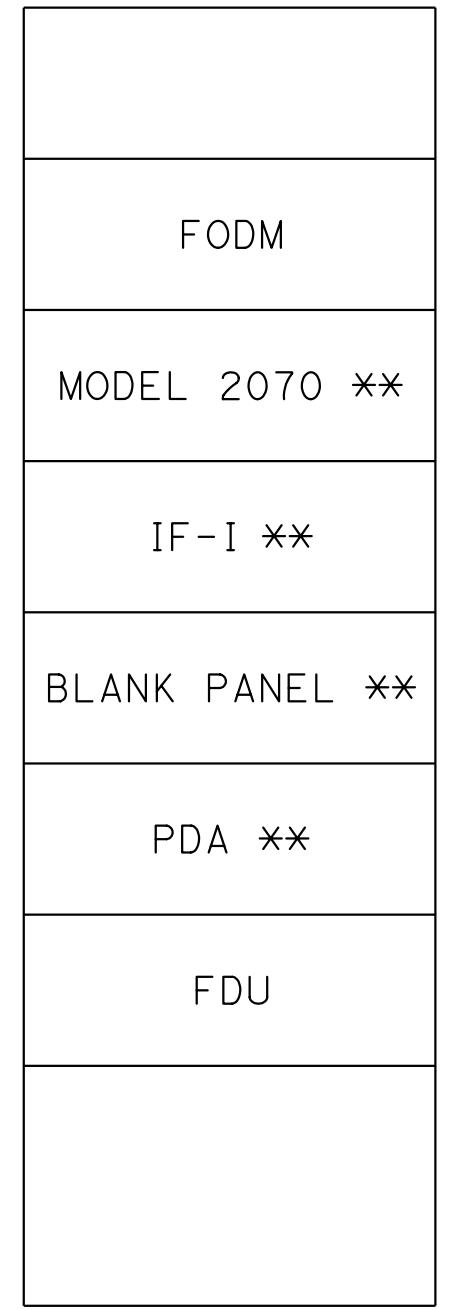 FODM
MODEL 2070 **
IF-I **
BLANK PANEL **
PDA **
FDU